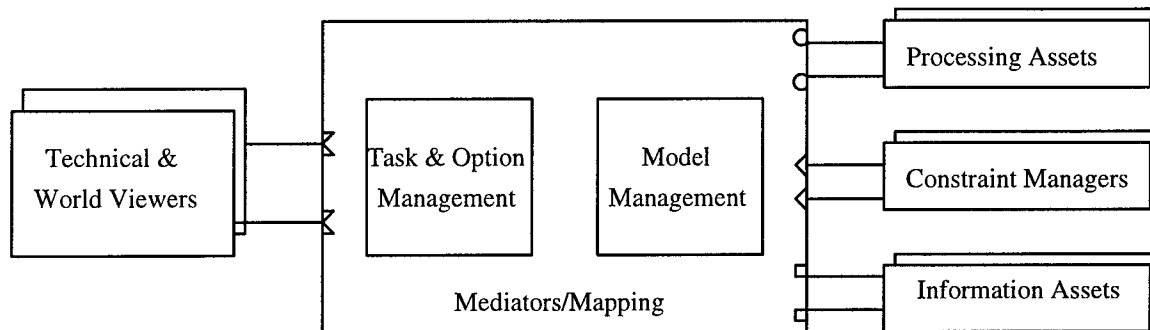 Technical &
World Viewers
Task & Option
Management
Model
Management
Mediators/Mapping
Processing Assets
Constraint Managers
Information Assets